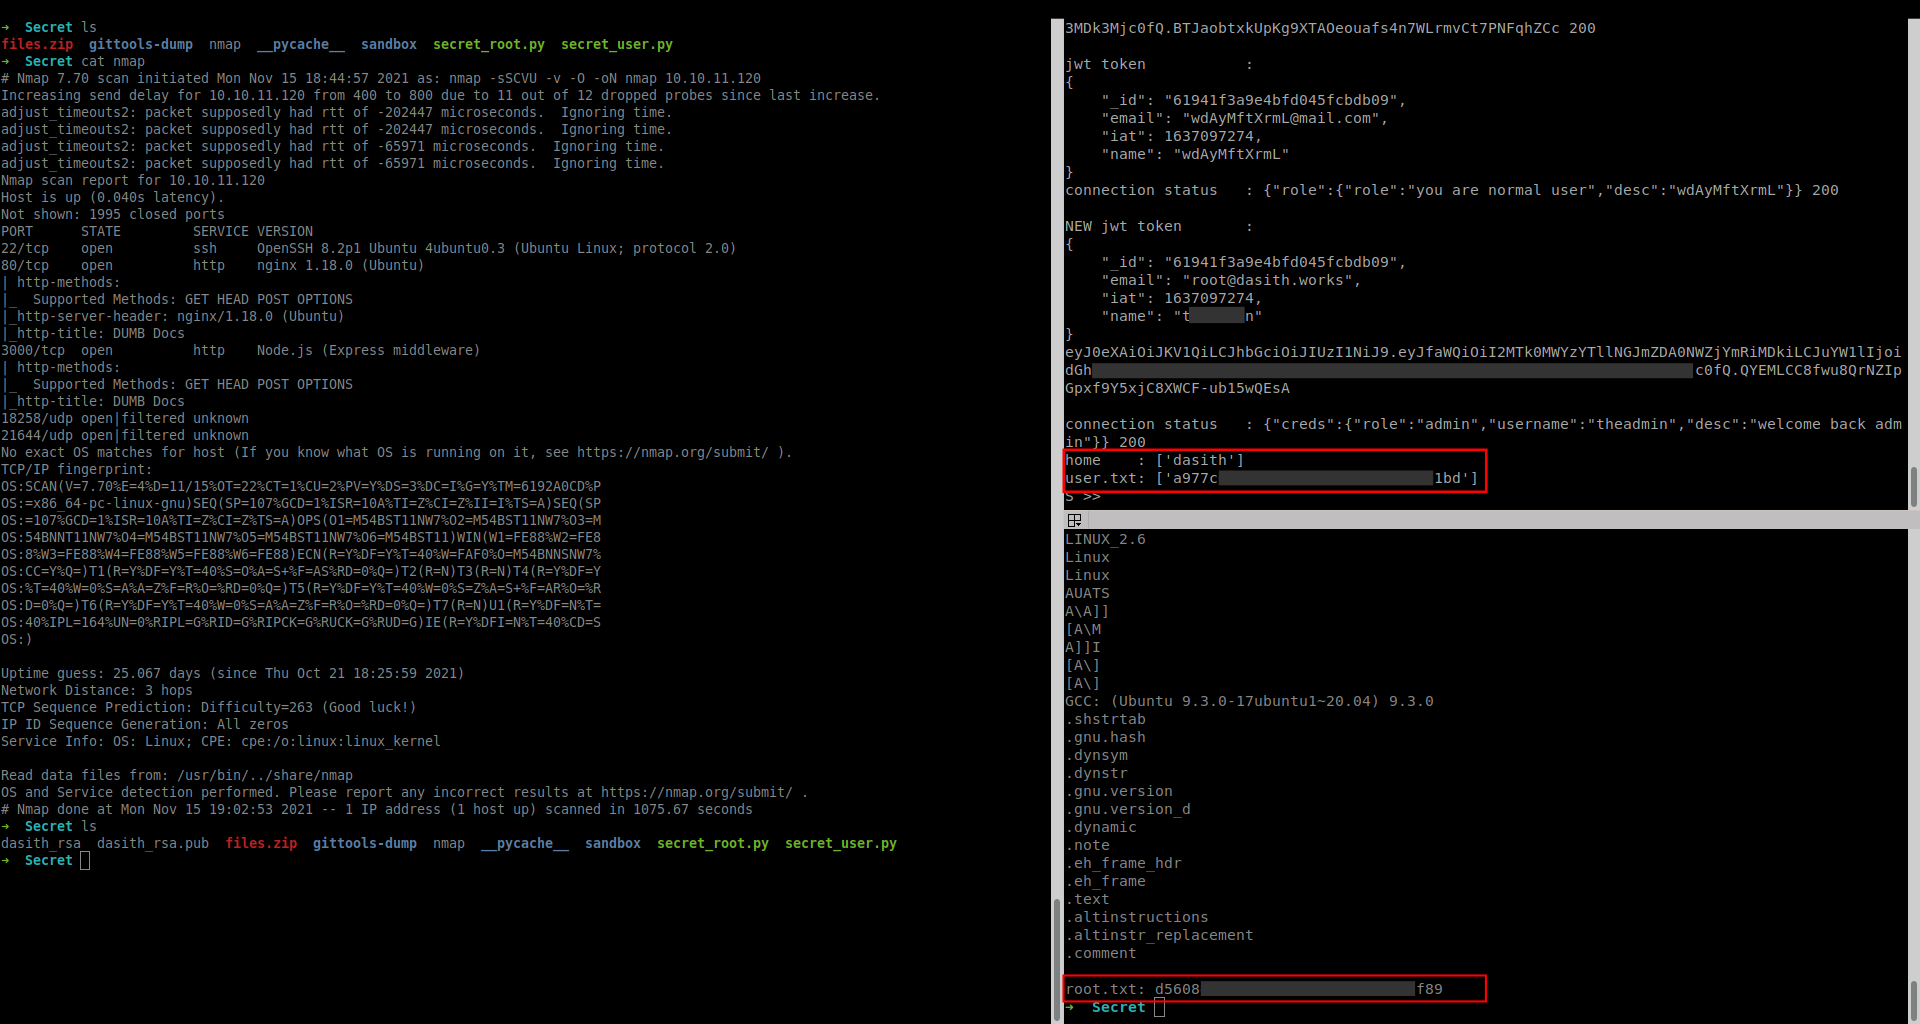 ➜  Secret ls
files.zip  gittools-dump  nmap  __pycache__  sandbox  secret_root.py  secret_user.py
➜  Secret cat nmap
# Nmap 7.70 scan initiated Mon Nov 15 18:44:57 2021 as: nmap -sSCVU -v -O -oN nmap 10.10.11.120
Increasing send delay for 10.10.11.120 from 400 to 800 due to 11 out of 12 dropped probes since last increase.
adjust_timeouts2: packet supposedly had rtt of -202447 microseconds.  Ignoring time.
adjust_timeouts2: packet supposedly had rtt of -202447 microseconds.  Ignoring time.
adjust_timeouts2: packet supposedly had rtt of -65971 microseconds.  Ignoring time.
adjust_timeouts2: packet supposedly had rtt of -65971 microseconds.  Ignoring time.
Nmap scan report for 10.10.11.120
Host is up (0.040s latency).
Not shown: 1995 closed ports
PORT      STATE         SERVICE VERSION
22/tcp    open          ssh     OpenSSH 8.2p1 Ubuntu 4ubuntu0.3 (Ubuntu Linux; protocol 2.0)
80/tcp    open          http    nginx 1.18.0 (Ubuntu)
| http-methods:
|_  Supported Methods: GET HEAD POST OPTIONS
|_http-server-header: nginx/1.18.0 (Ubuntu)
|_http-title: DUMB Docs
3000/tcp  open          http    Node.js (Express middleware)
| http-methods:
|_  Supported Methods: GET HEAD POST OPTIONS
|_http-title: DUMB Docs
18258/udp open|filtered unknown
21644/udp open|filtered unknown
No exact OS matches for host (If you know what OS is running on it, see https://nmap.org/submit/ ).
TCP/IP fingerprint:
OS:SCAN(V=7.70%E=4%D=11/15%OT=22%CT=1%CU=2%PV=Y%DS=3%DC=I%G=Y%TM=6192A0CD%P
OS:=x86_64-pc-linux-gnu)SEQ(SP=107%GCD=1%ISR=10A%TI=Z%CI=Z%II=I%TS=A)SEQ(SP
OS:=107%GCD=1%ISR=10A%TI=Z%CI=Z%TS=A)OPS(O1=M54BST11NW7%O2=M54BST11NW7%O3=M
OS:54BNNT11NW7%O4=M54BST11NW7%O5=M54BST11NW7%O6=M54BST11)WIN(W1=FE88%W2=FE8
OS:8%W3=FE88%W4=FE88%W5=FE88%W6=FE88)ECN(R=Y%DF=Y%T=40%W=FAF0%O=M54BNNSNW7%
OS:CC=Y%Q=)T1(R=Y%DF=Y%T=40%S=O%A=S+%F=AS%RD=0%Q=)T2(R=N)T3(R=N)T4(R=Y%DF=Y
OS:%T=40%W=0%S=A%A=Z%F=R%O=%RD=0%Q=)T5(R=Y%DF=Y%T=40%W=0%S=Z%A=S+%F=AR%O=%R
OS:D=0%Q=)T6(R=Y%DF=Y%T=40%W=0%S=A%A=Z%F=R%O=%RD=0%Q=)T7(R=N)U1(R=Y%DF=N%T=
OS:40%IPL=164%UN=0%RIPL=G%RID=G%RIPCK=G%RUCK=G%RUD=G)IE(R=Y%DFI=N%T=40%CD=S
OS:)
Uptime guess: 25.067 days (since Thu Oct 21 18:25:59 2021)
Network Distance: 3 hops
TCP Sequence Prediction: Difficulty=263 (Good luck!)
IP ID Sequence Generation: All zeros
Service Info: OS: Linux; CPE: cpe:/o:linux:linux_kernel
Read data files from: /usr/bin/../share/nmap
OS and Service detection performed. Please report any incorrect results at https://nmap.org/submit/ .
# Nmap done at Mon Nov 15 19:02:53 2021 -- 1 IP address (1 host up) scanned in 1075.67 seconds
➜  Secret ls
dasith_rsa  dasith_rsa.pub  files.zip  gittools-dump  nmap  __pycache__  sandbox  secret_root.py  secret_user.py
➜  Secret
3MDk3Mjc0fQ.BTJaobtxkUpKg9XTAOeouafs4n7WLrmvCt7PNFqhZCc 200
jwt token           :
{
    "_id": "61941f3a9e4bfd045fcbdb09",
    "email": "wdAyMftXrmL@mail.com",
    "iat": 1637097274,
    "name": "wdAyMftXrmL"
}
connection status   : {"role":{"role":"you are normal user","desc":"wdAyMftXrmL"}} 200
NEW jwt token       :
{
    "_id": "61941f3a9e4bfd045fcbdb09",
    "email": "root@dasith.works",
    "iat": 1637097274,
    "name": "t n"
}
eyJ0eXAiOiJKV1QiLCJhbGciOiJIUzI1NiJ9.eyJfaWQiOiI2MTk0MWYzYTllNGJmZDA0NWZjYmRiMDkiLCJuYW1lIjoi
dGh c0fQ.QYEMLCC8fwu8QrNZIp
Gpxf9Y5xjC8XWCF-ub15wQEsA
connection status   : {"creds":{"role":"admin","username":"theadmin","desc":"welcome back adm
in"}} 200
home    : ['dasith']
user.txt: ['a977c 1bd']
S >>
LINUX_2.6
Linux
Linux
AUATS
A\A]]
[A\M
A]]I
[A\]
[A\]
GCC: (Ubuntu 9.3.0-17ubuntu1~20.04) 9.3.0
.shstrtab
.gnu.hash
.dynsym
.dynstr
.gnu.version
.gnu.version_d
.dynamic
.note
.eh_frame_hdr
.eh_frame
.text
.altinstructions
.altinstr_replacement
.comment
root.txt: d5608 f89
➜  Secret